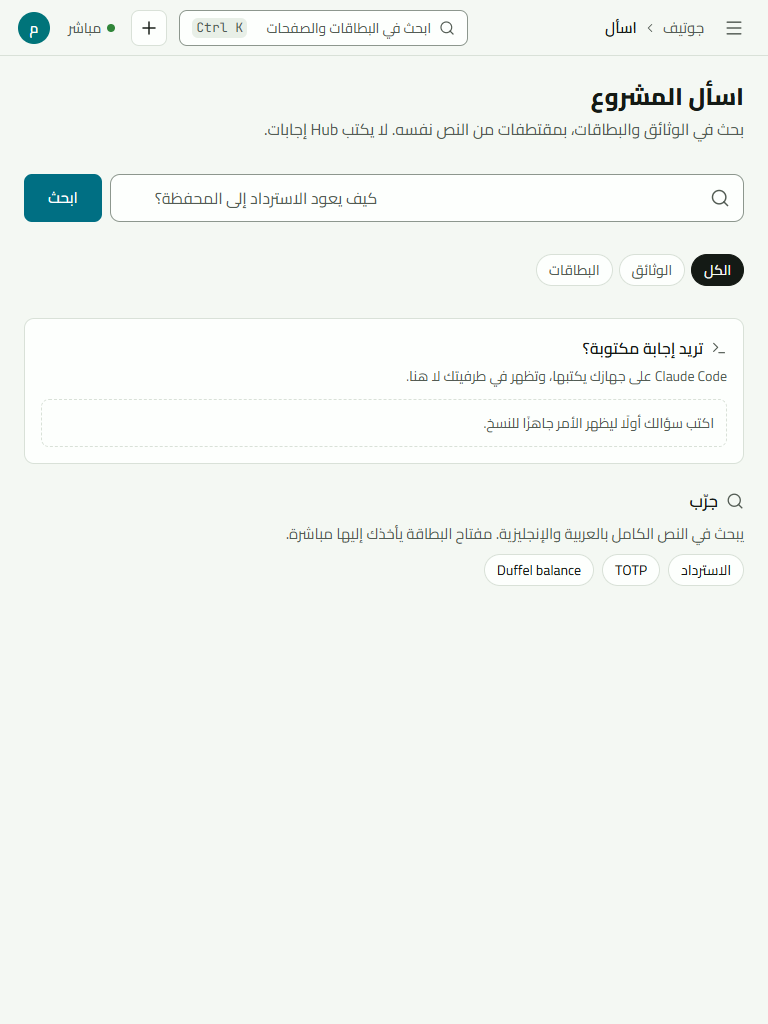 جوتيف
اسأل
ابحث في البطاقات والصفحات
Ctrl K
مباشر
م
اسأل المشروع
بحث في الوثائق والبطاقات، بمقتطفات من النص نفسه. لا يكتب Hub إجابات.
كيف يعود الاسترداد إلى المحفظة؟
ابحث
الكل
الوثائق
البطاقات
تريد إجابة مكتوبة؟
Claude Code على جهازك يكتبها، وتظهر في طرفيتك لا هنا.
اكتب سؤالك أولًا ليظهر الأمر جاهزًا للنسخ.
جرّب
يبحث في النص الكامل بالعربية والإنجليزية. مفتاح البطاقة يأخذك إليها مباشرة.
الاسترداد
TOTP
Duffel balance